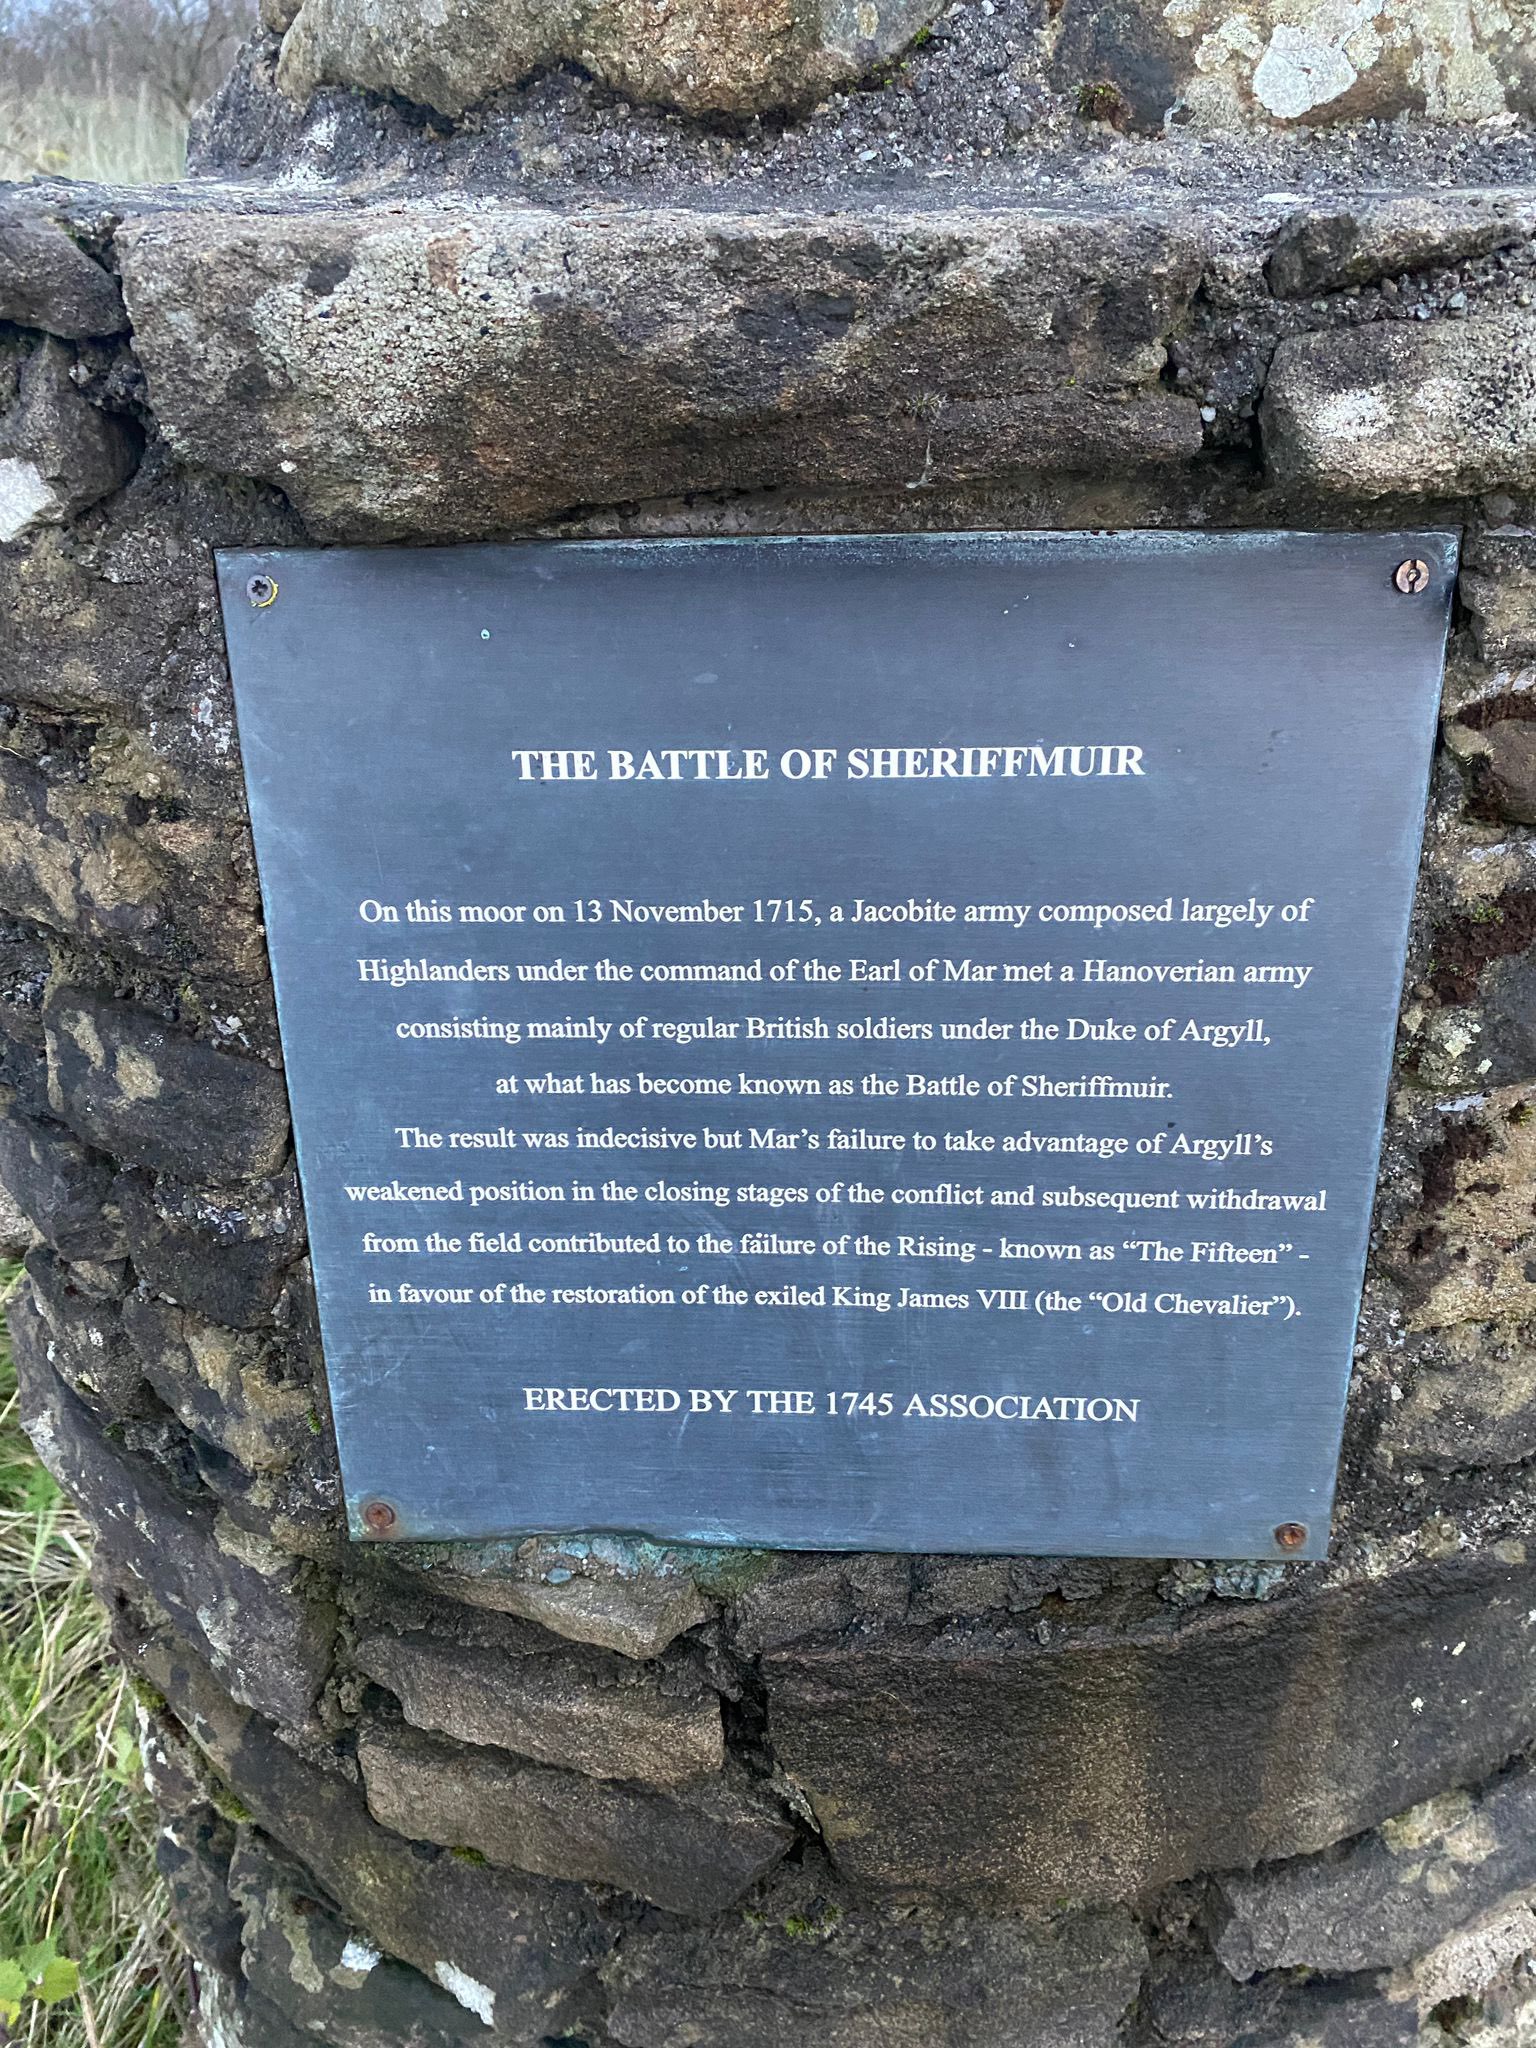 THE BATTLE OF SHERIFFMUIR
On this moor on 13 November 1715, a Jacobite army composed largely of
Highlanders under the command of the Earl of Mar met a Hanoverian army
consisting mainly of regular British soldiers under the Duke of Argyll,
at what has become known as the Battle of Sheriffmuir.
The result was indecisive but Mar’s failure to take advantage of Argyll’s
weakened position in the closing stages of the conflict and subsequent withdrawal
from the field contributed to the failure of the Rising - known as “The Fifteen” -
in favour of the restoration of the exiled King James VIII (the “Old Chevalier”).
ERECTED BY THE 1745 ASSOCIATION